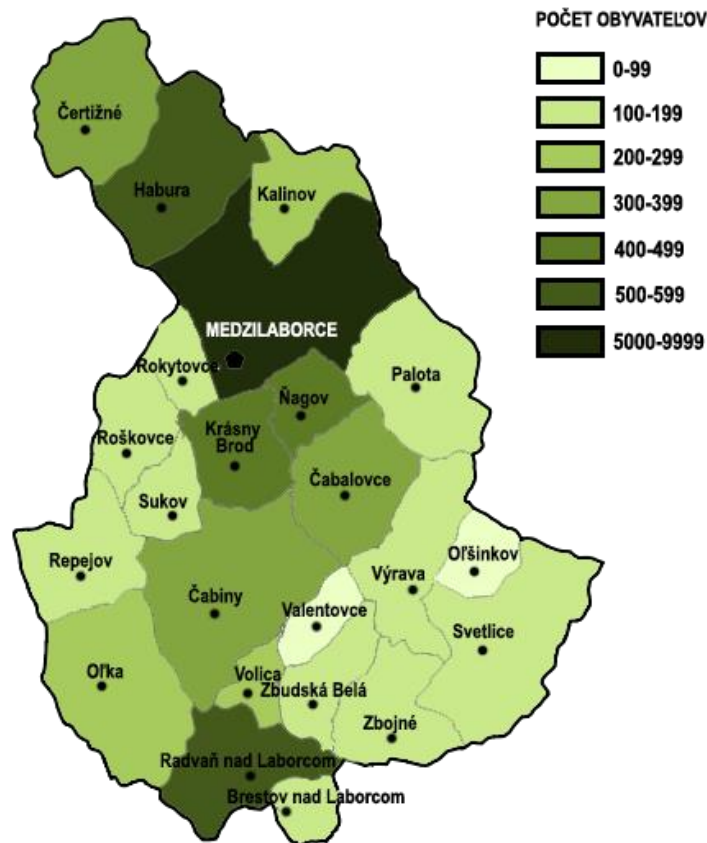 POČET OBYVATEĽOV
0-99
100-199
200-299
300-399
400-499
500-599
5000-9999
Čertižné
Habura
Kalinov
MEDZILABORCE
Rokytovce
Palota
Ňagov
Krásny
Brod
Roškovce
Čabalovce
Sukov
Oľšinkov
Repejov
Výrava
Čabiny
Valentovce
Svetlice
Oľka
Volica
Zbudská Belá
Zbojné
Radvaň nad Laborcom
Brestov nad Laborcom